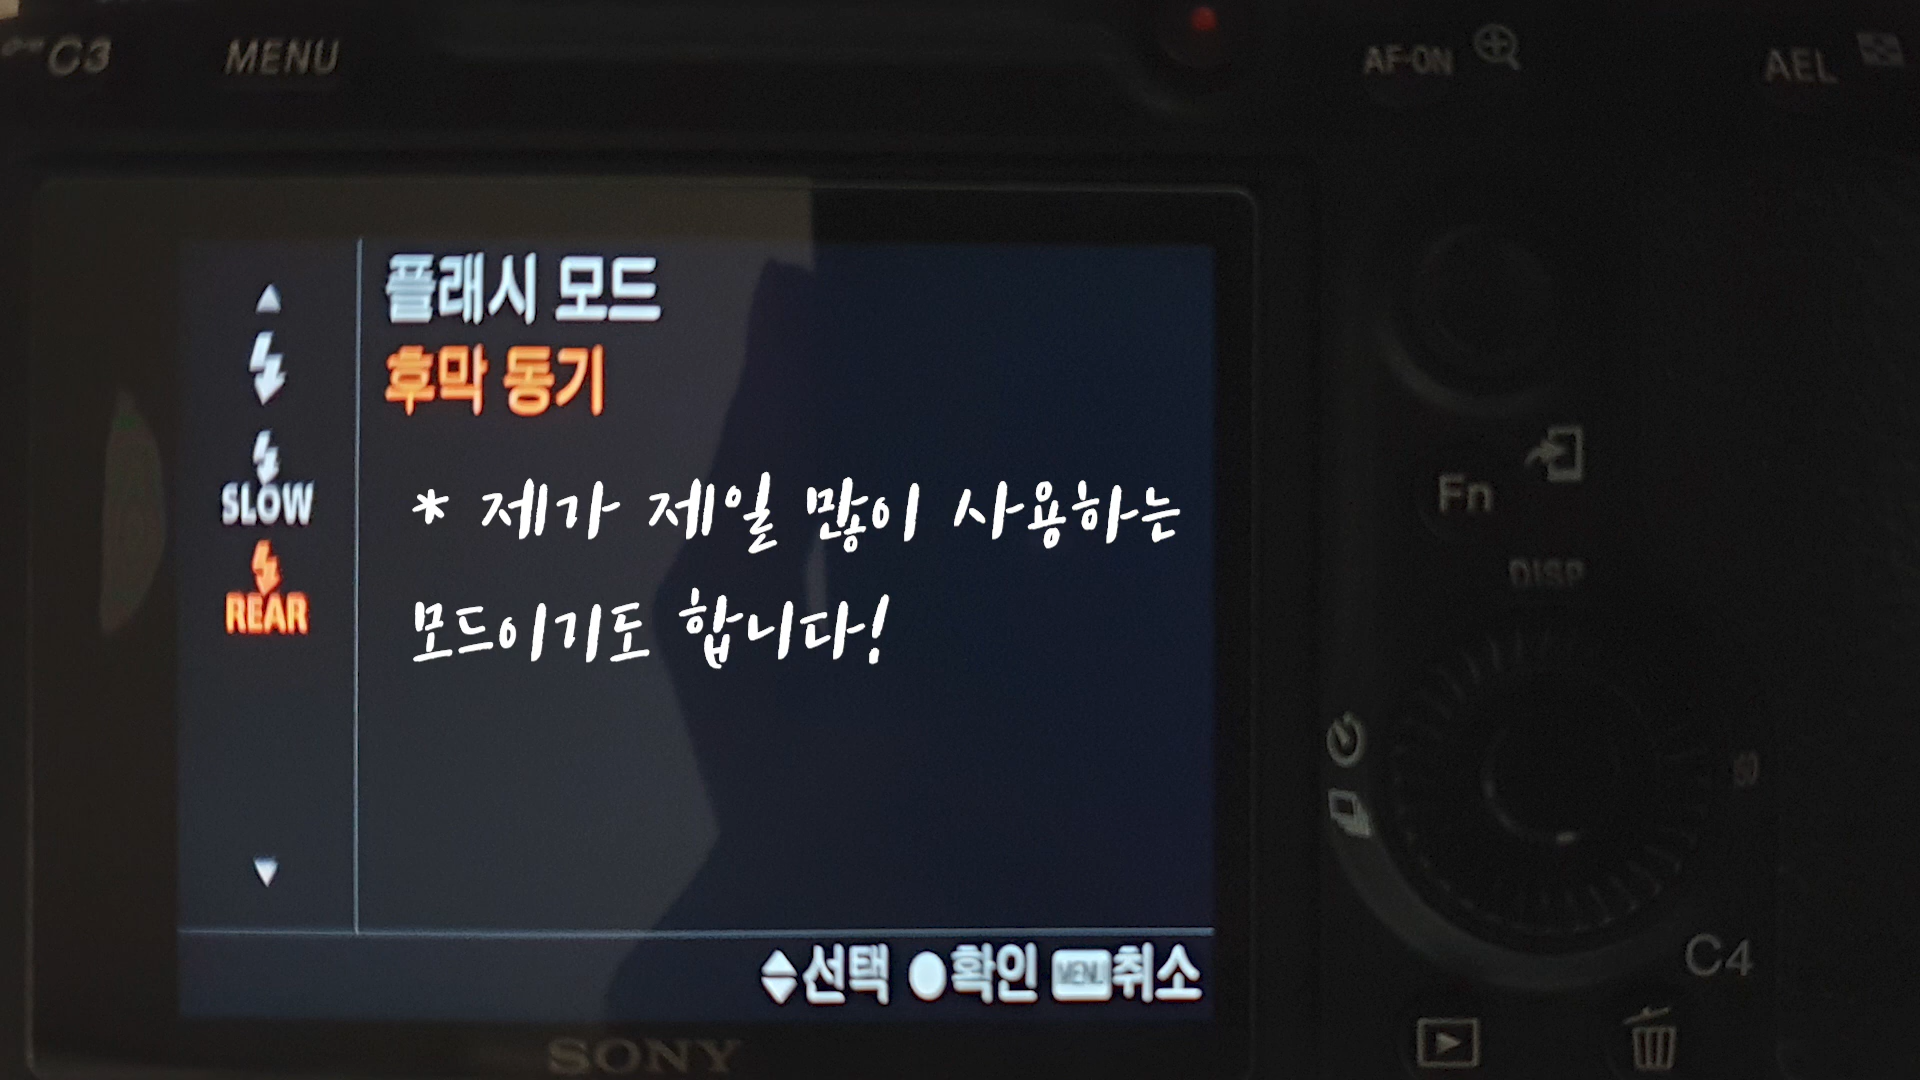 C3 MENU AF-ON AEL
플래시 모드
후막 동기
SLOW
REAR
* 제가 제일 많이 사용하는
모드이기도 합니다!
Fn
DISP
선택 확인 MENU 취소
C4
SONY